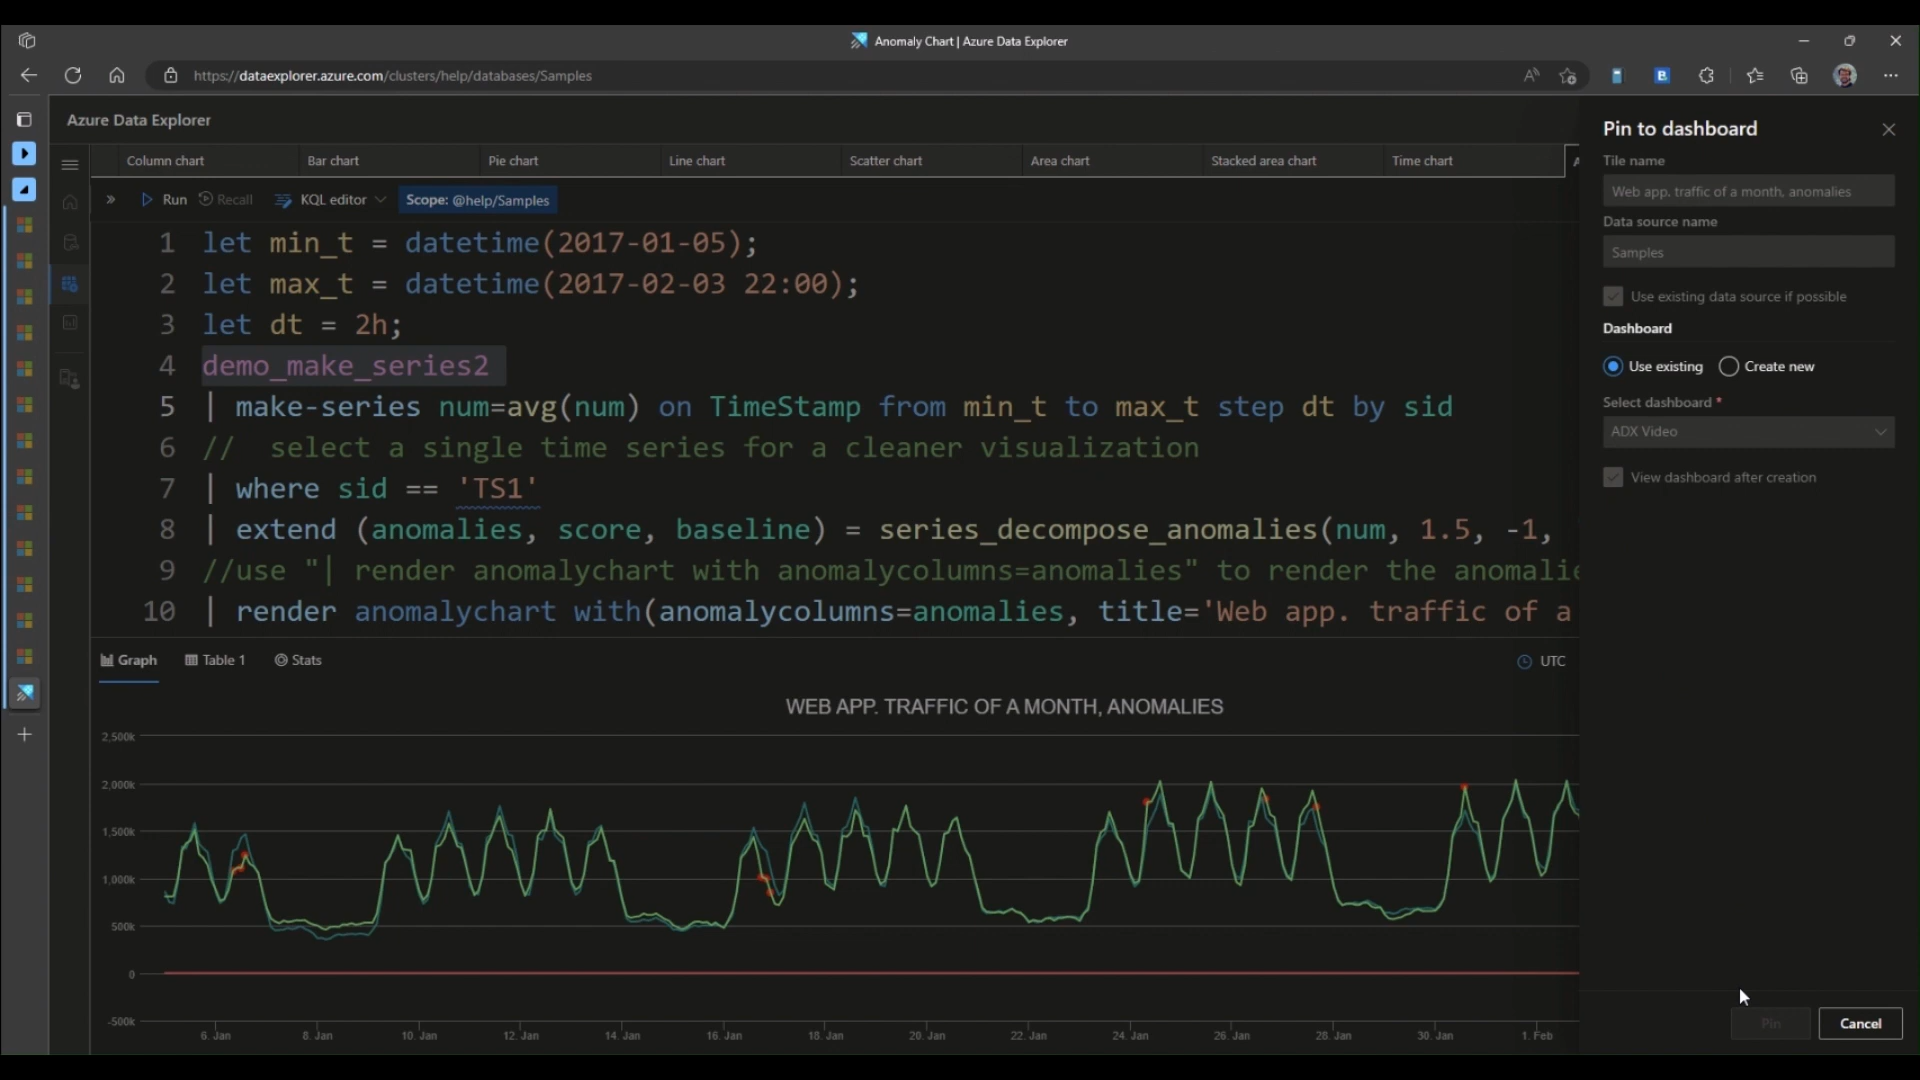 Anomaly Chart | Azure Data Explorer
https://dataexplorer.azure.com/clusters/help/databases/Samples
Azure Data Explorer
Column chart
Bar chart
Pie chart
Line chart
Scatter chart
Area chart
Stacked area chart
Time chart
Run
Recall
KQL editor
Scope: @help/Samples
1 let min_t = datetime(2017-01-05);
2 let max_t = datetime(2017-02-03 22:00);
3 let dt = 2h;
4 demo_make_series2
5 | make-series num=avg(num) on TimeStamp from min_t to max_t step dt by sid
6 //  select a single time series for a cleaner visualization
7 | where sid == 'TS1'
8 | extend (anomalies, score, baseline) = series_decompose_anomalies(num, 1.5, -1,
9 //use "| render anomalychart with anomalycolumns=anomalies" to render the anomalie
10 | render anomalychart with(anomalycolumns=anomalies, title='Web app. traffic of a
Graph
Table 1
Stats
UTC
WEB APP. TRAFFIC OF A MONTH, ANOMALIES
2,500k
2,000k
1,500k
1,000k
500k
0
-500k
6. Jan
8. Jan
10. Jan
12. Jan
14. Jan
16. Jan
18. Jan
20. Jan
22. Jan
24. Jan
26. Jan
28. Jan
30. Jan
1. Feb
Pin to dashboard
Tile name
Web app. traffic of a month, anomalies
Data source name
Samples
Use existing data source if possible
Dashboard
Use existing
Create new
Select dashboard *
ADX Video
View dashboard after creation
Pin
Cancel